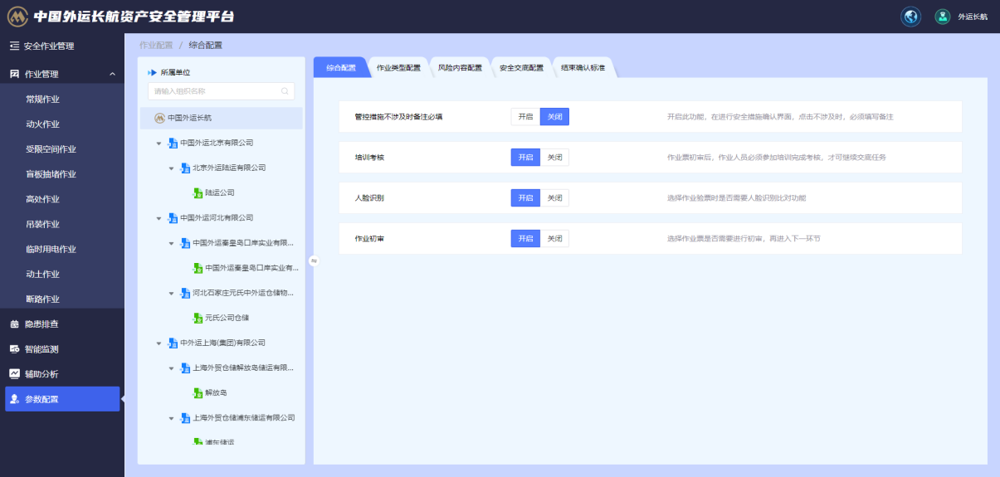 中国外运长航资产安全管理平台
外运长航
安全作业管理
作业管理
常规作业
动火作业
受限空间作业
盲板抽堵作业
高处作业
吊装作业
临时用电作业
动土作业
断路作业
隐患排查
智能监测
辅助分析
参数配置
作业配置 / 综合配置
所属单位
请输入组织名称
中国外运长航
中国外运北京有限公司
北京外运陆运有限公司
陆运公司
中国外运河北有限公司
中国外运秦皇岛口岸实业有限...
中国外运秦皇岛口岸实业有...
河北石家庄元氏中外运仓储物...
元氏公司仓储
中外运上海(集团)有限公司
上海外贸仓储解放岛储运有限...
解放岛
上海外贸仓储浦东储运有限公司
浦东储运
综合配置 作业类型配置 风险内容配置 安全交底配置 结束确认标准
管控措施不涉及时备注必填 开启 关闭 开启此功能，在进行安全措施确认界面，点击不涉及时，必须填写备注
培训考核 开启 关闭 作业票初审后，作业人员必须参加培训完成考核，才可继续交底任务
人脸识别 开启 关闭 选择作业验票时是否需要人脸识别比对功能
作业初审 开启 关闭 选择作业票是否需要进行初审，再进入下一环节